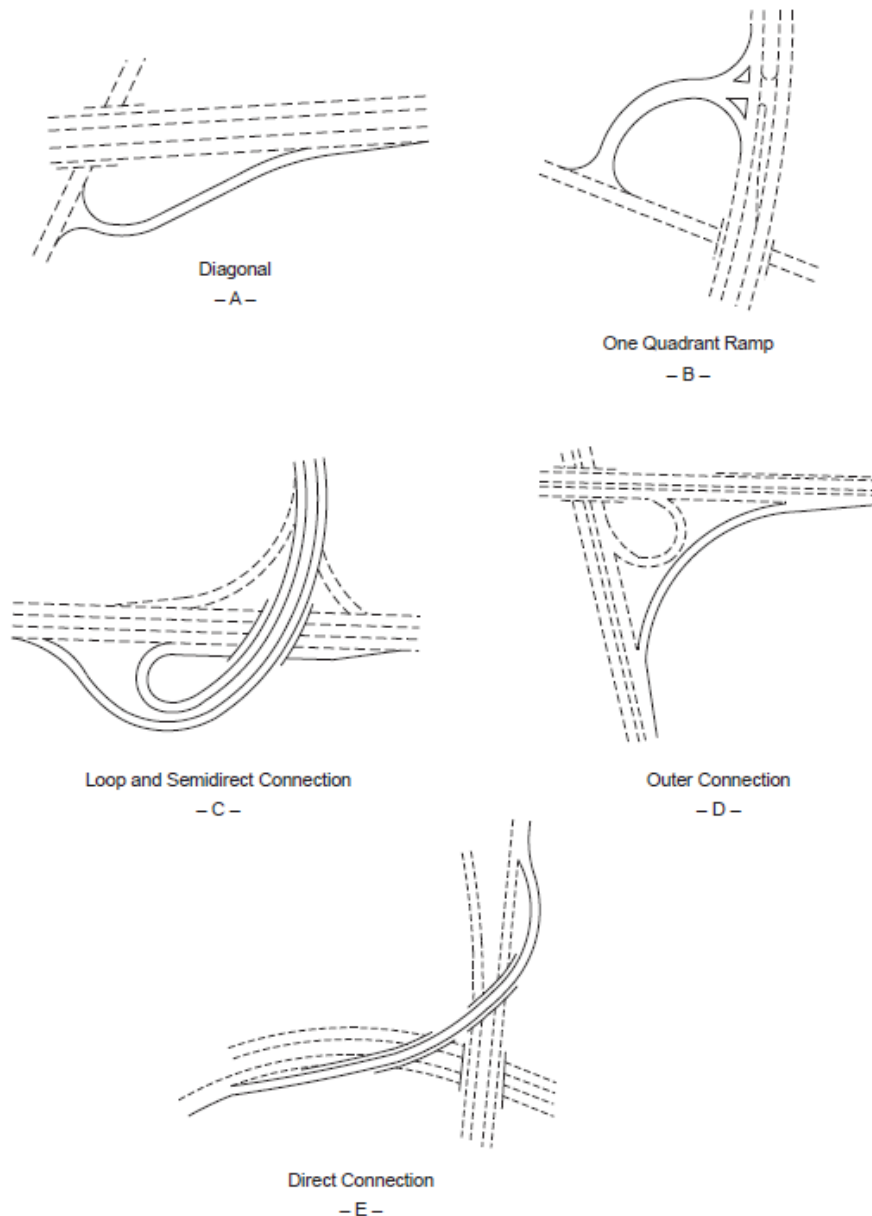 Diagonal
– A –
One Quadrant Ramp
– B –
Loop and Semidirect Connection
– C –
Outer Connection
– D –
Direct Connection
– E –